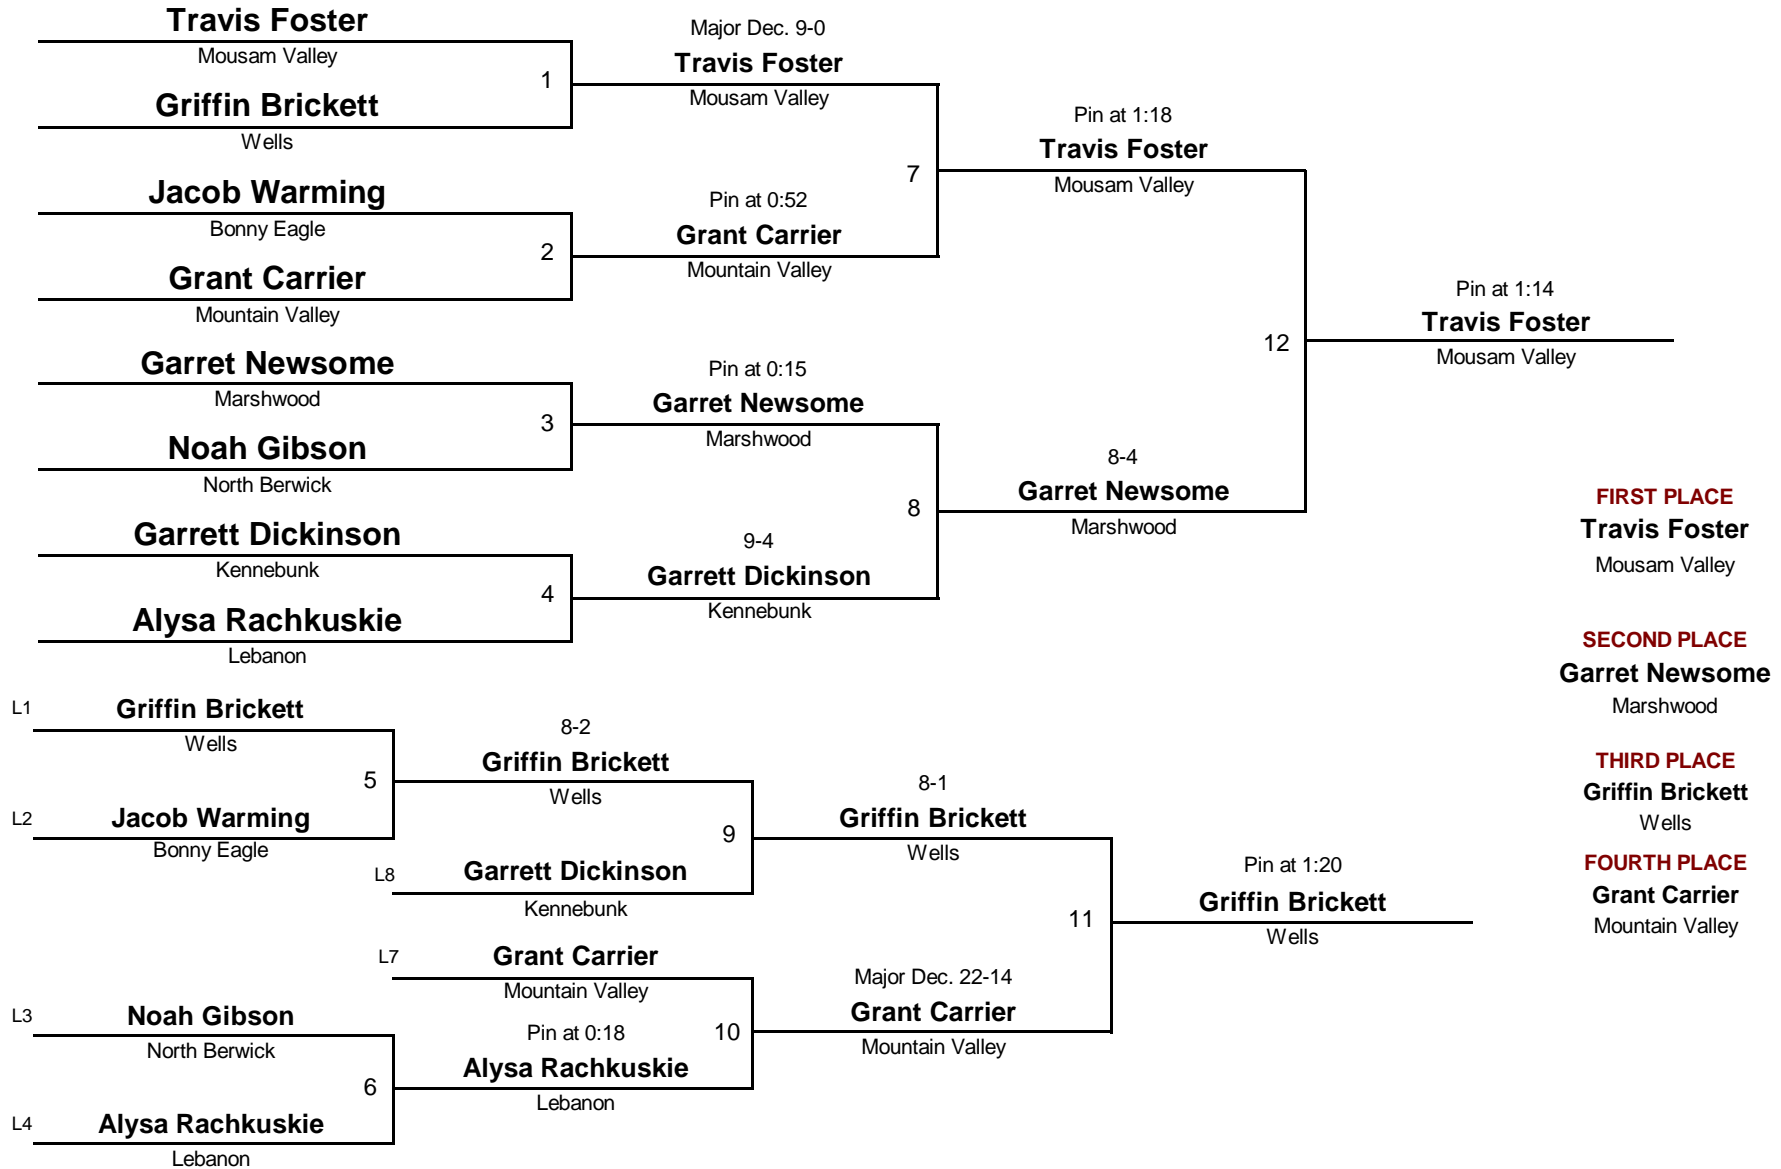 Travis Foster
Mousam Valley
1
Griffin Brickett
Wells
Jacob Warming
Bonny Eagle
2
Grant Carrier
Mountain Valley
Garret Newsome
Marshwood
3
Noah Gibson
North Berwick
Garrett Dickinson
Kennebunk
4
Alysa Rachkuskie
Lebanon
Major Dec. 9-0
Travis Foster
Mousam Valley
7
Pin at 0:52
Grant Carrier
Mountain Valley
Pin at 0:15
Garret Newsome
Marshwood
8
9-4
Garrett Dickinson
Kennebunk
Pin at 1:18
Travis Foster
Mousam Valley
12
8-4
Garret Newsome
Marshwood
Pin at 1:14
Travis Foster
Mousam Valley
L1
Griffin Brickett
Wells
5
L2
Jacob Warming
Bonny Eagle
8-2
Griffin Brickett
Wells
9
L8
Garrett Dickinson
Kennebunk
L7
Grant Carrier
Mountain Valley
10
Pin at 0:18
Alysa Rachkuskie
Lebanon
L3
Noah Gibson
North Berwick
6
L4
Alysa Rachkuskie
Lebanon
8-1
Griffin Brickett
Wells
11
Major Dec. 22-14
Grant Carrier
Mountain Valley
Pin at 1:20
Griffin Brickett
Wells
FIRST PLACE
Travis Foster
Mousam Valley
SECOND PLACE
Garret Newsome
Marshwood
THIRD PLACE
Griffin Brickett
Wells
FOURTH PLACE
Grant Carrier
Mountain Valley